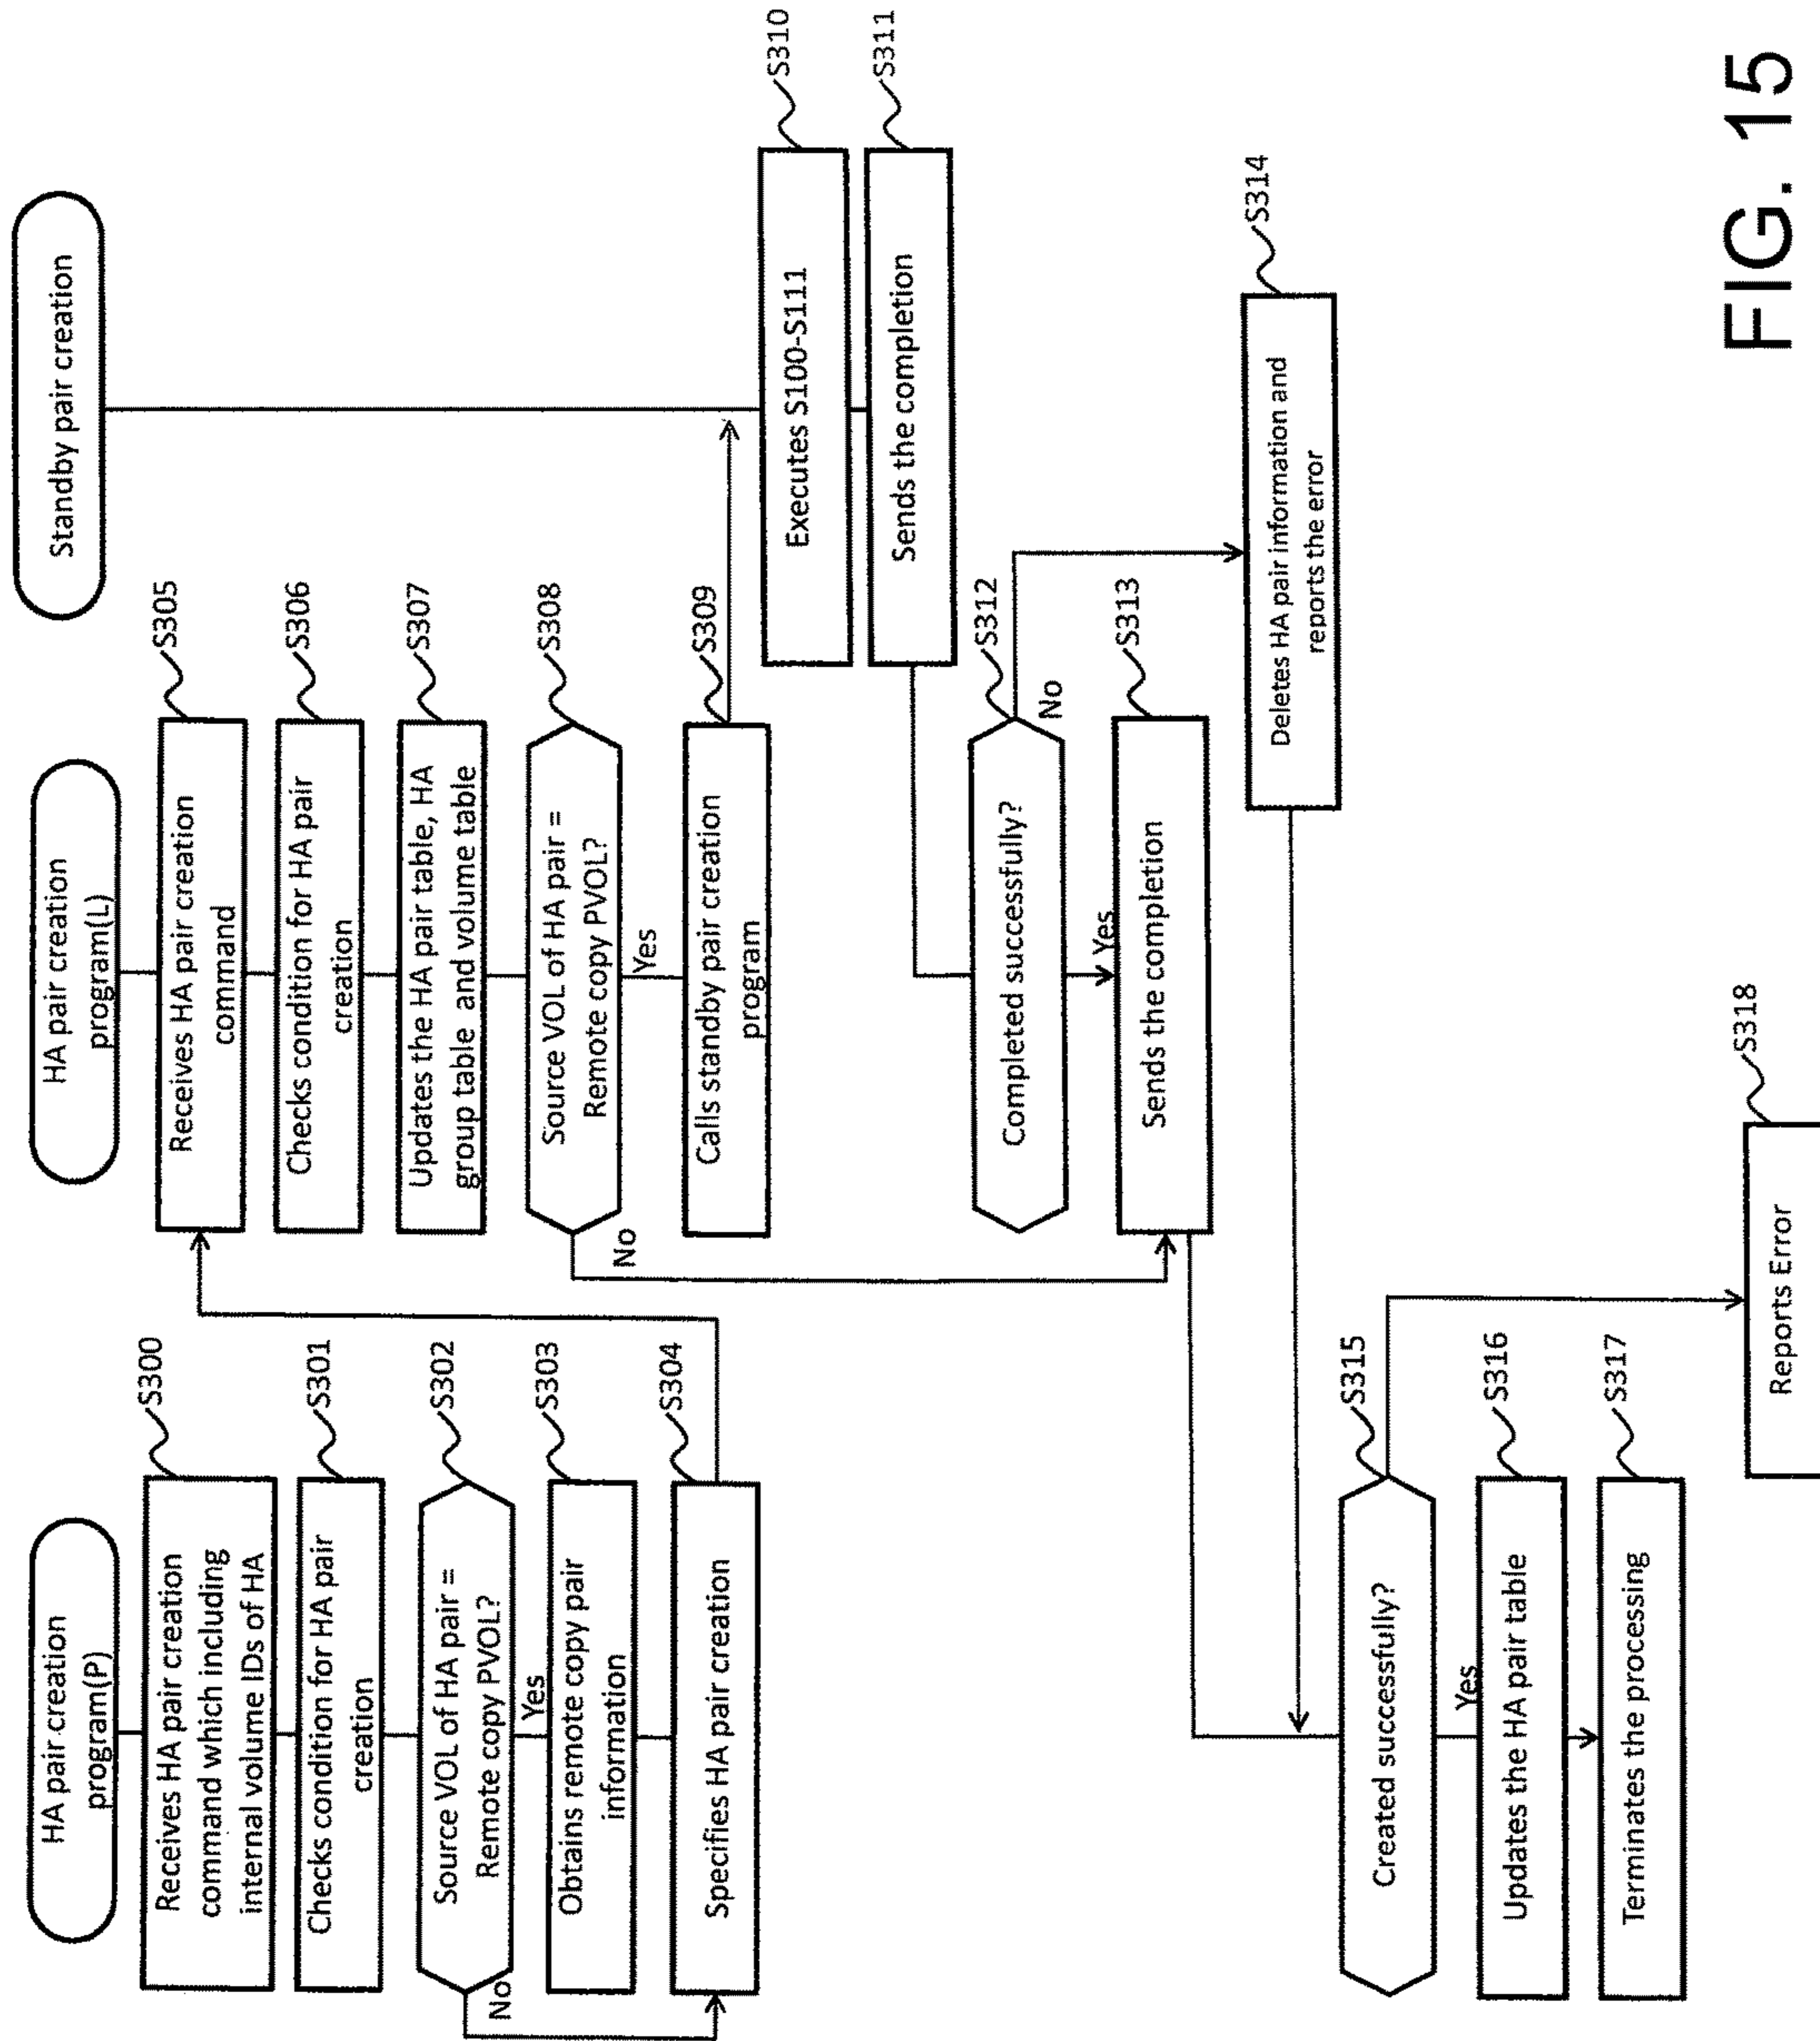 HA pair creation
program(P)
Receives HA pair creation
command which including
internal volume IDs of HA
S300
Checks condition for HA pair
creation
S301
Source VOL of HA pair =
Remote copy PVOL?
S302
No
Yes
Obtains remote copy pair
information
S303
Specifies HA pair creation
S304
HA pair creation
program(L)
Receives HA pair creation
command
S305
Checks condition for HA pair
creation
S306
Updates the HA pair table, HA
group table and volume table
S307
Source VOL of HA pair =
Remote copy PVOL?
S308
No
Yes
Calls standby pair creation
program
S309
Standby pair creation
Executes S100-S111
S310
Sends the completion
S311
Completed successfully?
S312
No
Yes
Sends the completion
S313
Deletes HA pair information and
reports the error
S314
Created successfully?
S315
Yes
Updates the HA pair table
S316
Terminates the processing
S317
Reports Error
S318
FIG. 15